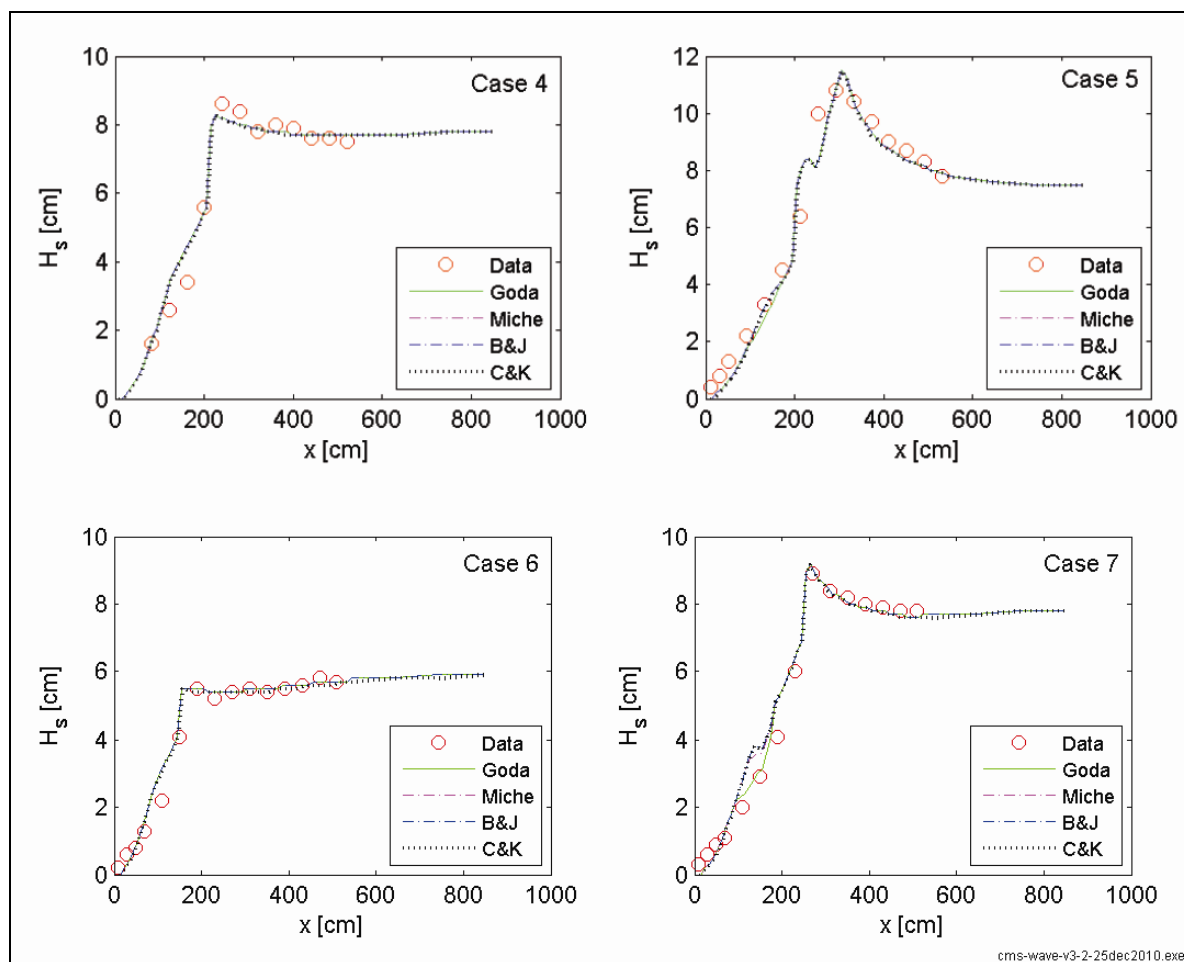 Case 4
10
8
6
4
2
0
H_s [cm]
0 200 400 600 800 1000
x [cm]
Data
Goda
Miche
B&J
C&K
Case 5
12
10
8
6
4
2
0
H_s [cm]
0 200 400 600 800 1000
x [cm]
Data
Goda
Miche
B&J
C&K
Case 6
10
8
6
4
2
0
H_s [cm]
0 200 400 600 800 1000
x [cm]
Data
Goda
Miche
B&J
C&K
Case 7
10
8
6
4
2
0
H_s [cm]
0 200 400 600 800 1000
x [cm]
Data
Goda
Miche
B&J
C&K
cms-wave-v3-2-25dec2010.exe